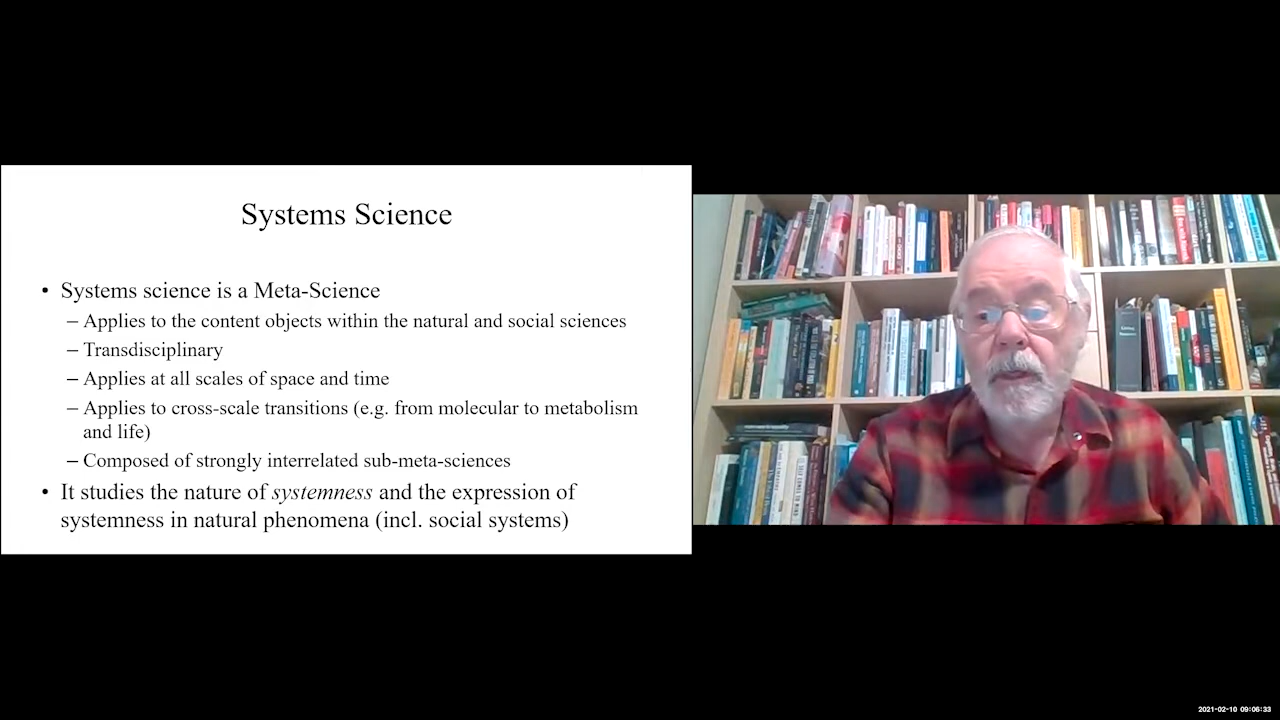 Systems Science
• Systems science is a Meta-Science
– Applies to the content objects within the natural and social sciences
– Transdisciplinary
– Applies at all scales of space and time
– Applies to cross-scale transitions (e.g. from molecular to metabolism
and life)
– Composed of strongly interrelated sub-meta-sciences
• It studies the nature of systemness and the expression of
systemness in natural phenomena (incl. social systems)
2021-02-10 09:06:33